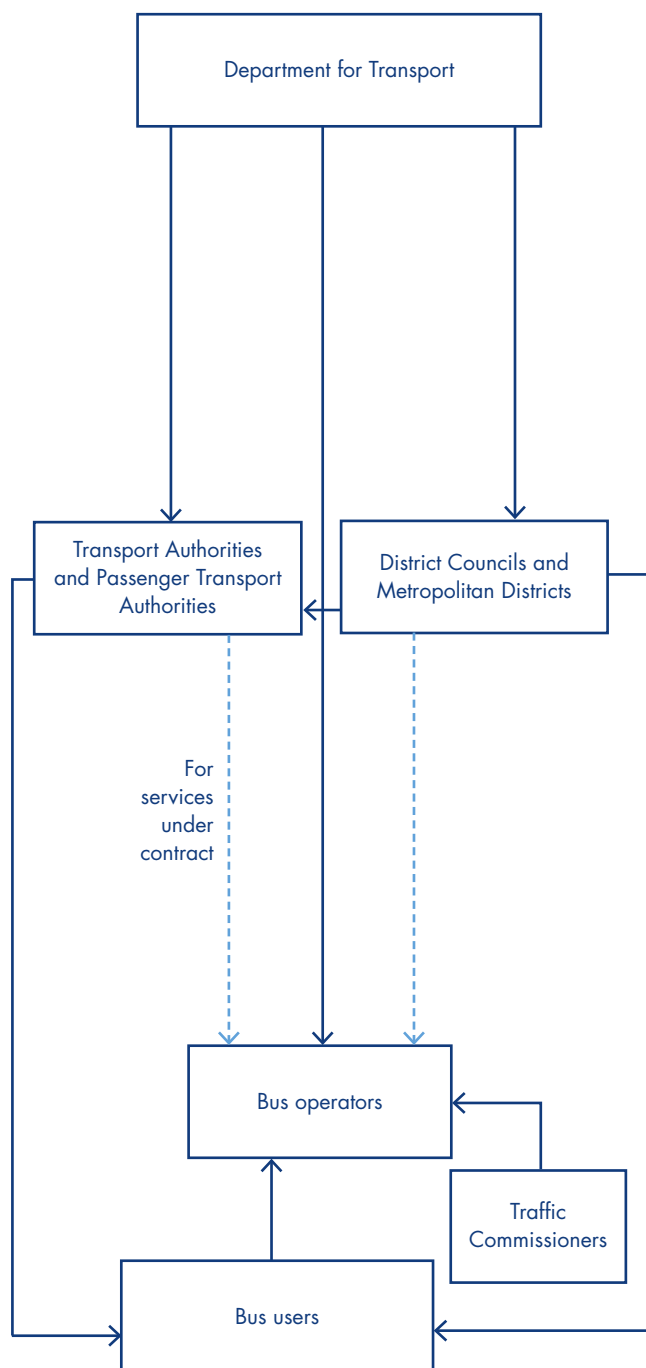 Department for Transport
Transport Authorities
and Passenger Transport
Authorities
District Councils and
Metropolitan Districts
For
services
under
contract
Bus operators
Traffic
Commissioners
Bus users